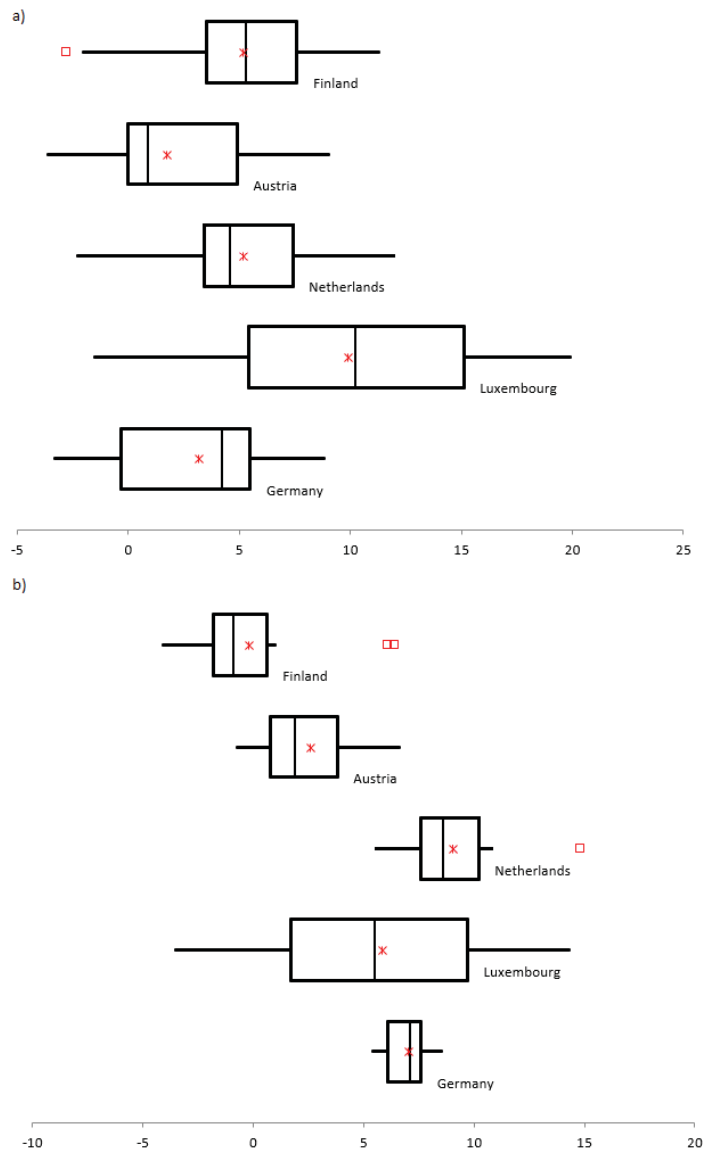 a)
Finland
Austria
Netherlands
Luxembourg
Germany
-5 0 5 10 15 20 25
b)
Finland
Austria
Netherlands
Luxembourg
Germany
-10 -5 0 5 10 15 20